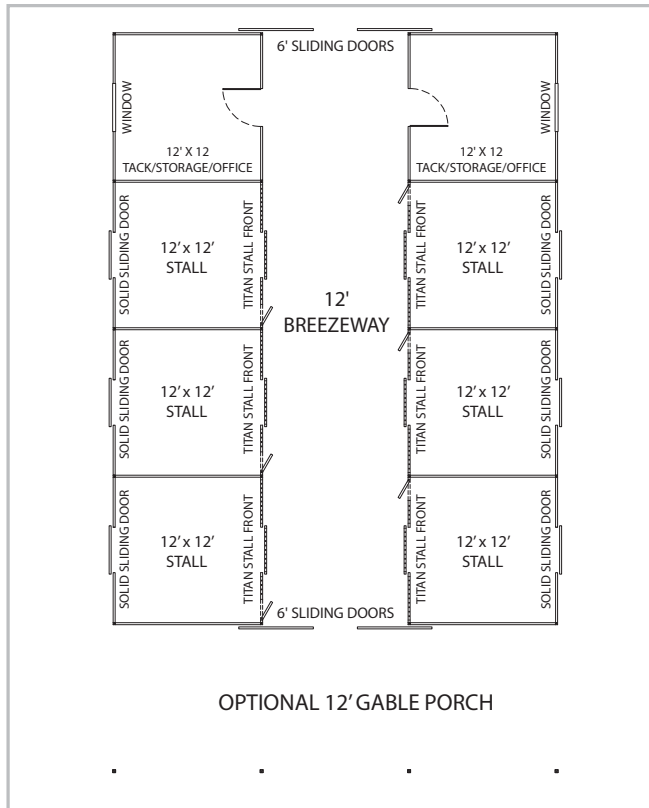 6' SLIDING DOORS
WINDOW
12' X 12
TACK/STORAGE/OFFICE
WINDOW
12' X 12
TACK/STORAGE/OFFICE
SOLID SLIDING DOOR
12' x 12'
STALL
TITAN STALL FRONT
TITAN STALL FRONT
12' x 12'
STALL
SOLID SLIDING DOOR
12'
BREEZEWAY
SOLID SLIDING DOOR
12' x 12'
STALL
TITAN STALL FRONT
TITAN STALL FRONT
12' x 12'
STALL
SOLID SLIDING DOOR
SOLID SLIDING DOOR
12' x 12'
STALL
TITAN STALL FRONT
TITAN STALL FRONT
12' x 12'
STALL
SOLID SLIDING DOOR
6' SLIDING DOORS
OPTIONAL 12' GABLE PORCH